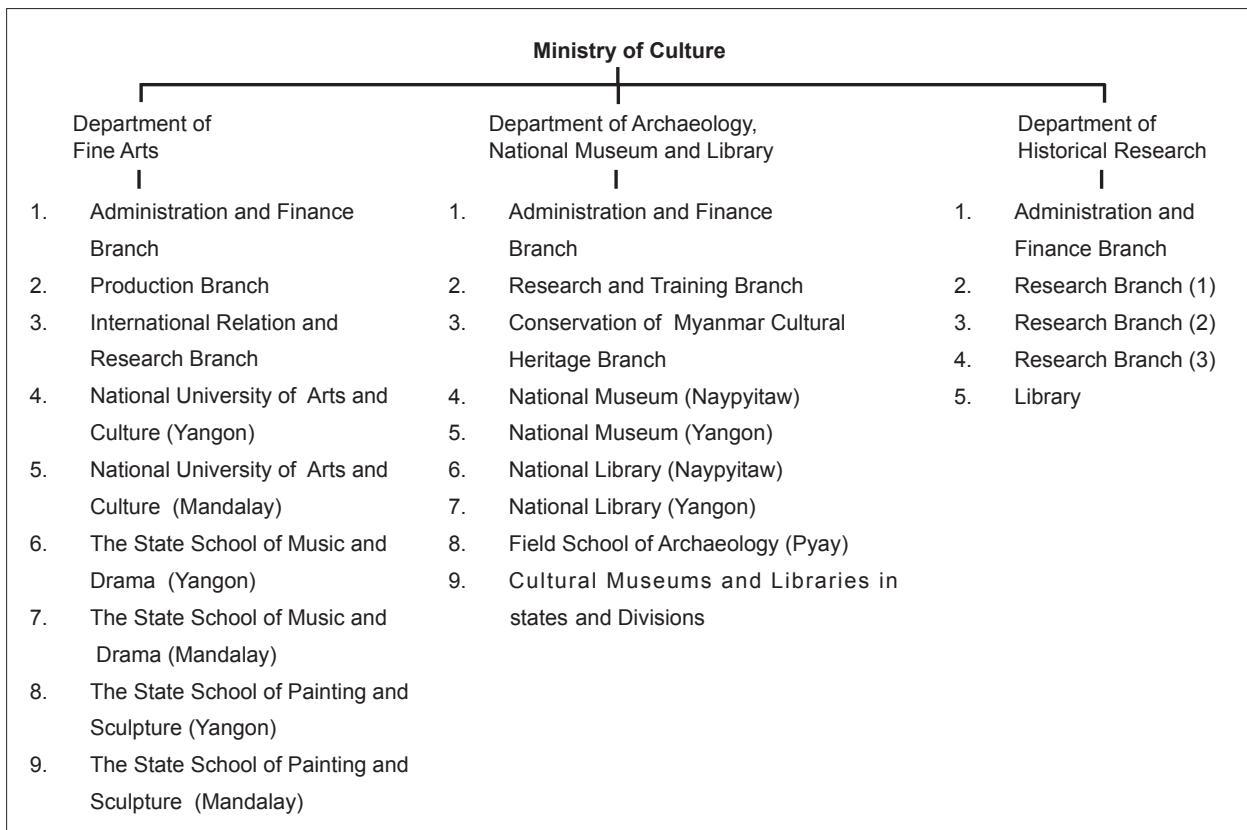 Ministry of Culture
Department of
Fine Arts
1. Administration and Finance
Branch
2. Production Branch
3. International Relation and
Research Branch
4. National University of Arts and
Culture (Yangon)
5. National University of Arts and
Culture (Mandalay)
6. The State School of Music and
Drama (Yangon)
7. The State School of Music and
Drama (Mandalay)
8. The State School of Painting and
Sculpture (Yangon)
9. The State School of Painting and
Sculpture (Mandalay)
Department of Archaeology,
National Museum and Library
1. Administration and Finance
Branch
2. Research and Training Branch
3. Conservation of Myanmar Cultural
Heritage Branch
4. National Museum (Naypyitaw)
5. National Museum (Yangon)
6. National Library (Naypyitaw)
7. National Library (Yangon)
8. Field School of Archaeology (Pyay)
9. Cultural Museums and Libraries in
states and Divisions
Department of
Historical Research
1. Administration and
Finance Branch
2. Research Branch (1)
3. Research Branch (2)
4. Research Branch (3)
5. Library